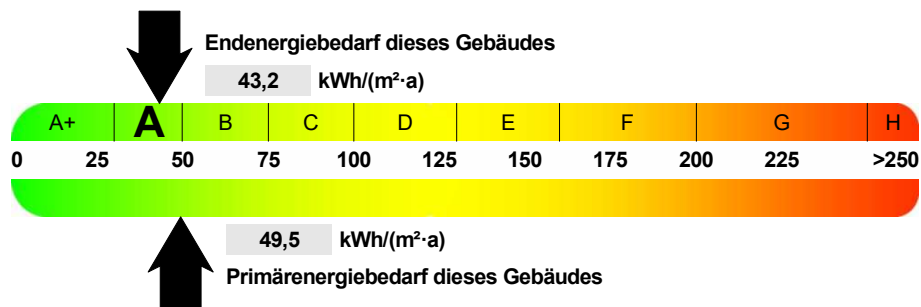 Endenergiebedarf dieses Gebäudes
43,2 kWh/(m²·a)
A+ A B C D E F G H
0 25 50 75 100 125 150 175 200 225 >250
49,5 kWh/(m²·a)
Primärenergiebedarf dieses Gebäudes